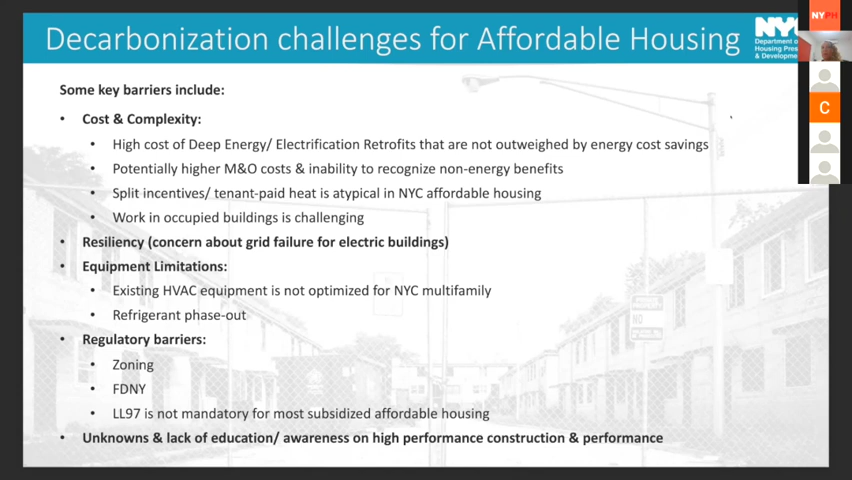 NYPH
Decarbonization challenges for Affordable Housing
NYC
Department of
Housing Pres
& Developme
Some key barriers include:
• Cost & Complexity:
• High cost of Deep Energy/ Electrification Retrofits that are not outweighed by energy cost savings
• Potentially higher M&O costs & inability to recognize non-energy benefits
• Split incentives/ tenant-paid heat is atypical in NYC affordable housing
• Work in occupied buildings is challenging
• Resiliency (concern about grid failure for electric buildings)
• Equipment Limitations:
• Existing HVAC equipment is not optimized for NYC multifamily
• Refrigerant phase-out
• Regulatory barriers:
• Zoning
• FDNY
• LL97 is not mandatory for most subsidized affordable housing
• Unknowns & lack of education/ awareness on high performance construction & performance
C
NO